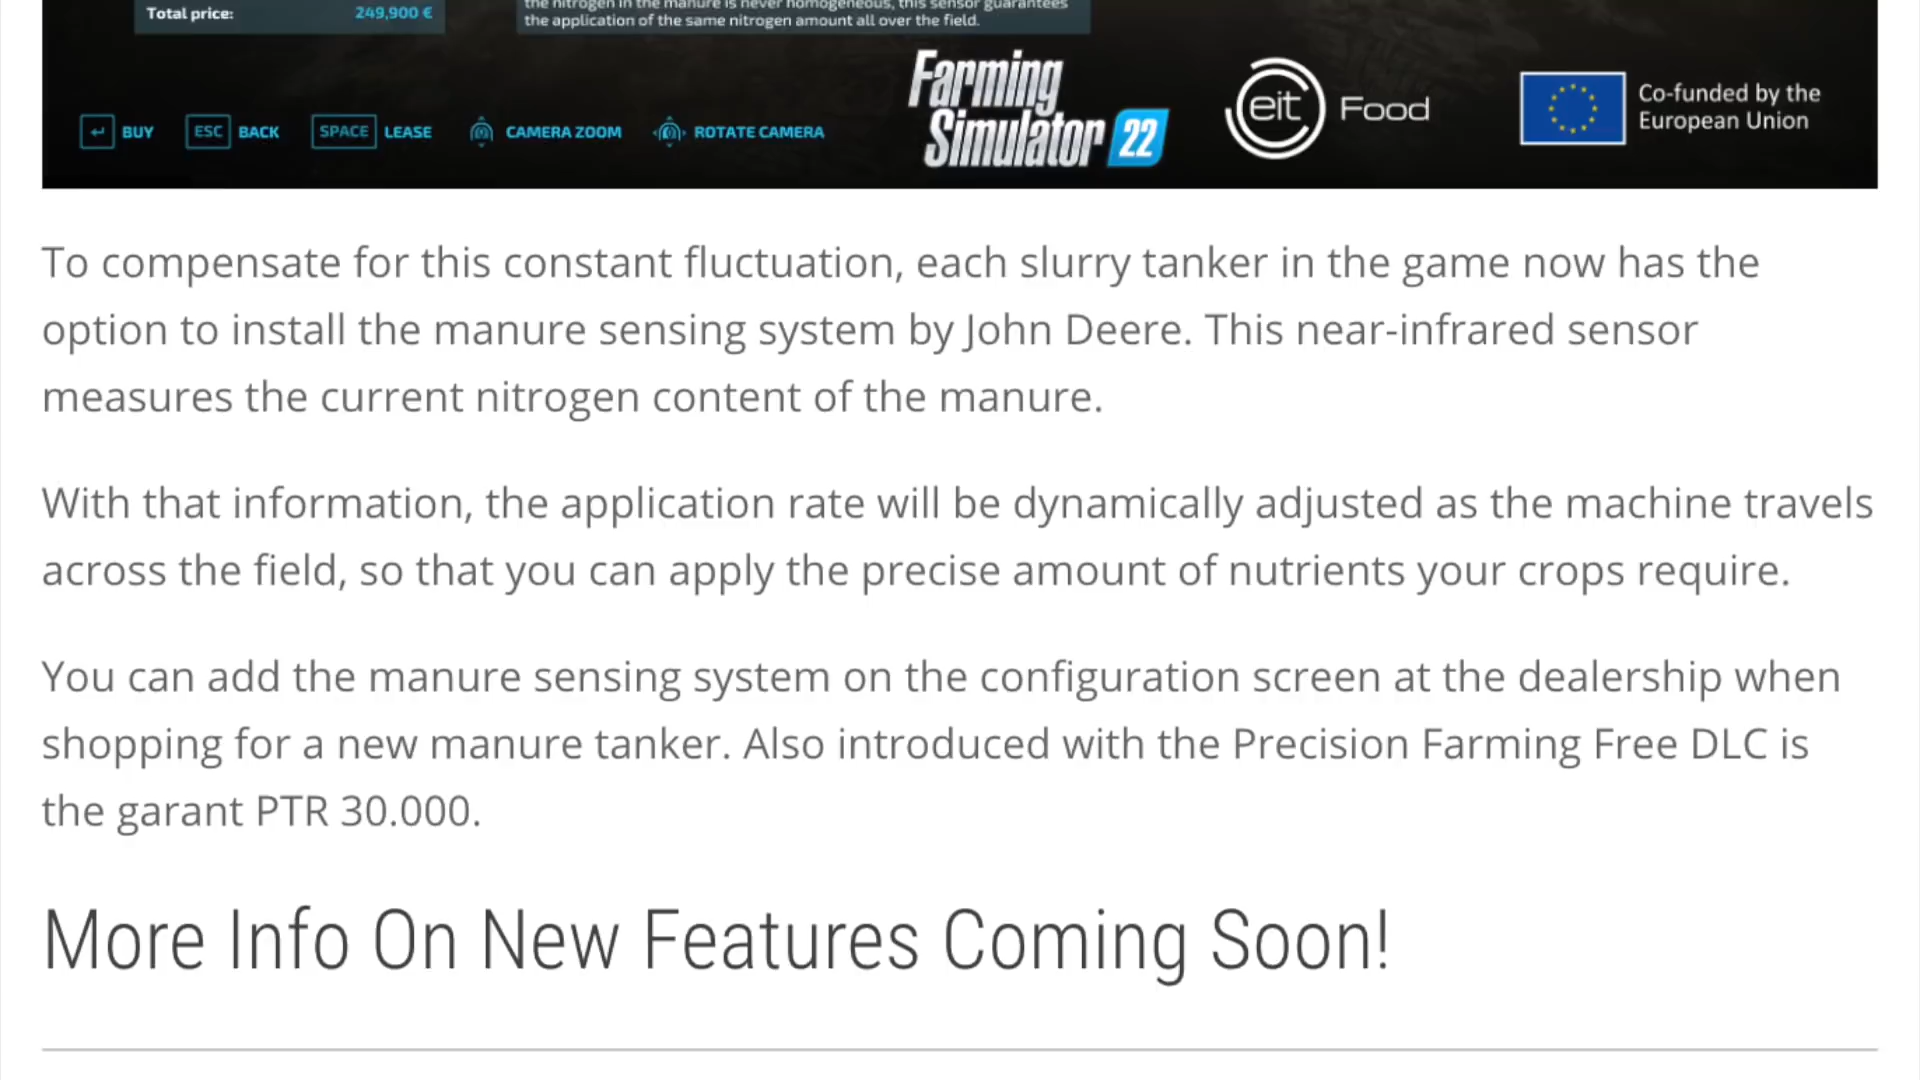 Total price: 249,900 €
the nitrogen in the manure is never homogeneous, this sensor guarantees
the application of the same nitrogen amount all over the field.
BUY ESC BACK SPACE LEASE CAMERA ZOOM ROTATE CAMERA
Farming
Simulator 22
eit Food
Co-funded by the
European Union
To compensate for this constant fluctuation, each slurry tanker in the game now has the
option to install the manure sensing system by John Deere. This near-infrared sensor
measures the current nitrogen content of the manure.
With that information, the application rate will be dynamically adjusted as the machine travels
across the field, so that you can apply the precise amount of nutrients your crops require.
You can add the manure sensing system on the configuration screen at the dealership when
shopping for a new manure tanker. Also introduced with the Precision Farming Free DLC is
the garant PTR 30.000.
More Info On New Features Coming Soon!